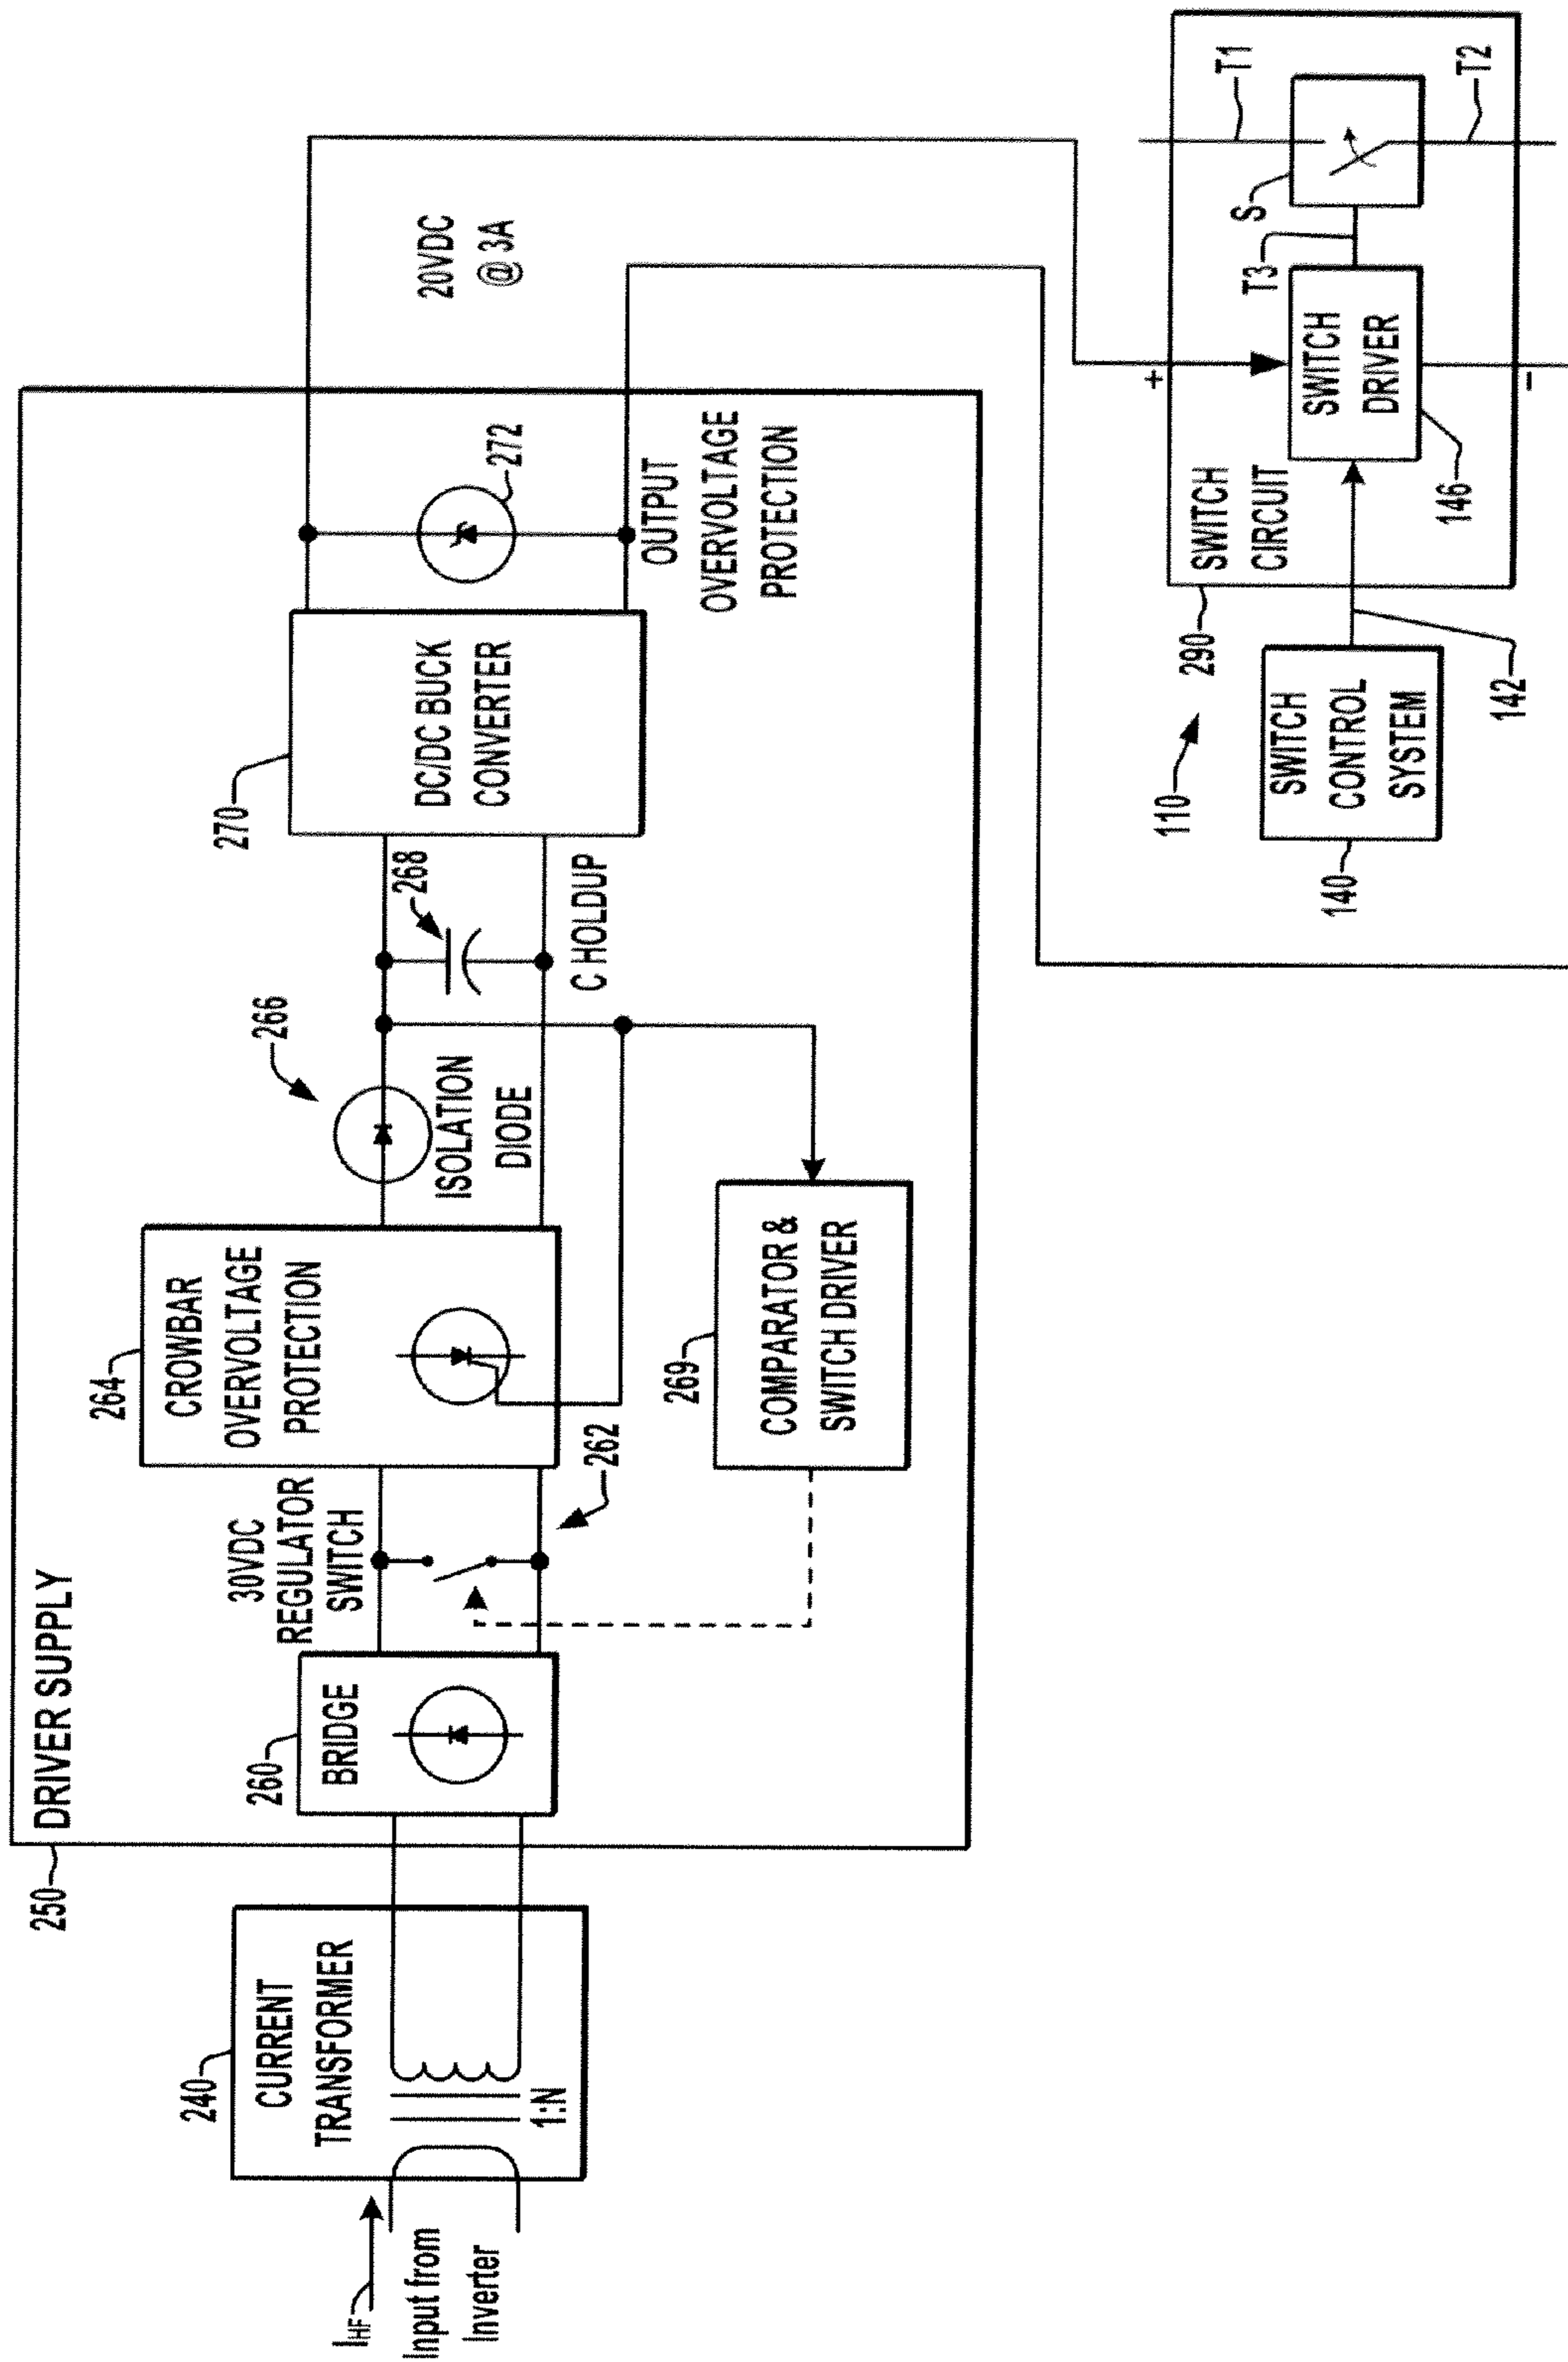 250
DRIVER SUPPLY
240
CURRENT
TRANSFORMER
1:N
IHF
Input from
Inverter
260
BRIDGE
30VDC
REGULATOR
SWITCH
262
264
CROWBAR
OVERVOLTAGE
PROTECTION
266
ISOLATION
DIODE
268
C HOLDUP
269
COMPARATOR &
SWITCH DRIVER
270
DC/DC BUCK
CONVERTER
272
OUTPUT
OVERVOLTAGE
PROTECTION
20VDC
@ 3A
110
140
SWITCH
CONTROL
SYSTEM
142
290
SWITCH
CIRCUIT
+
SWITCH
DRIVER
146
-
T3
S
T1
T2